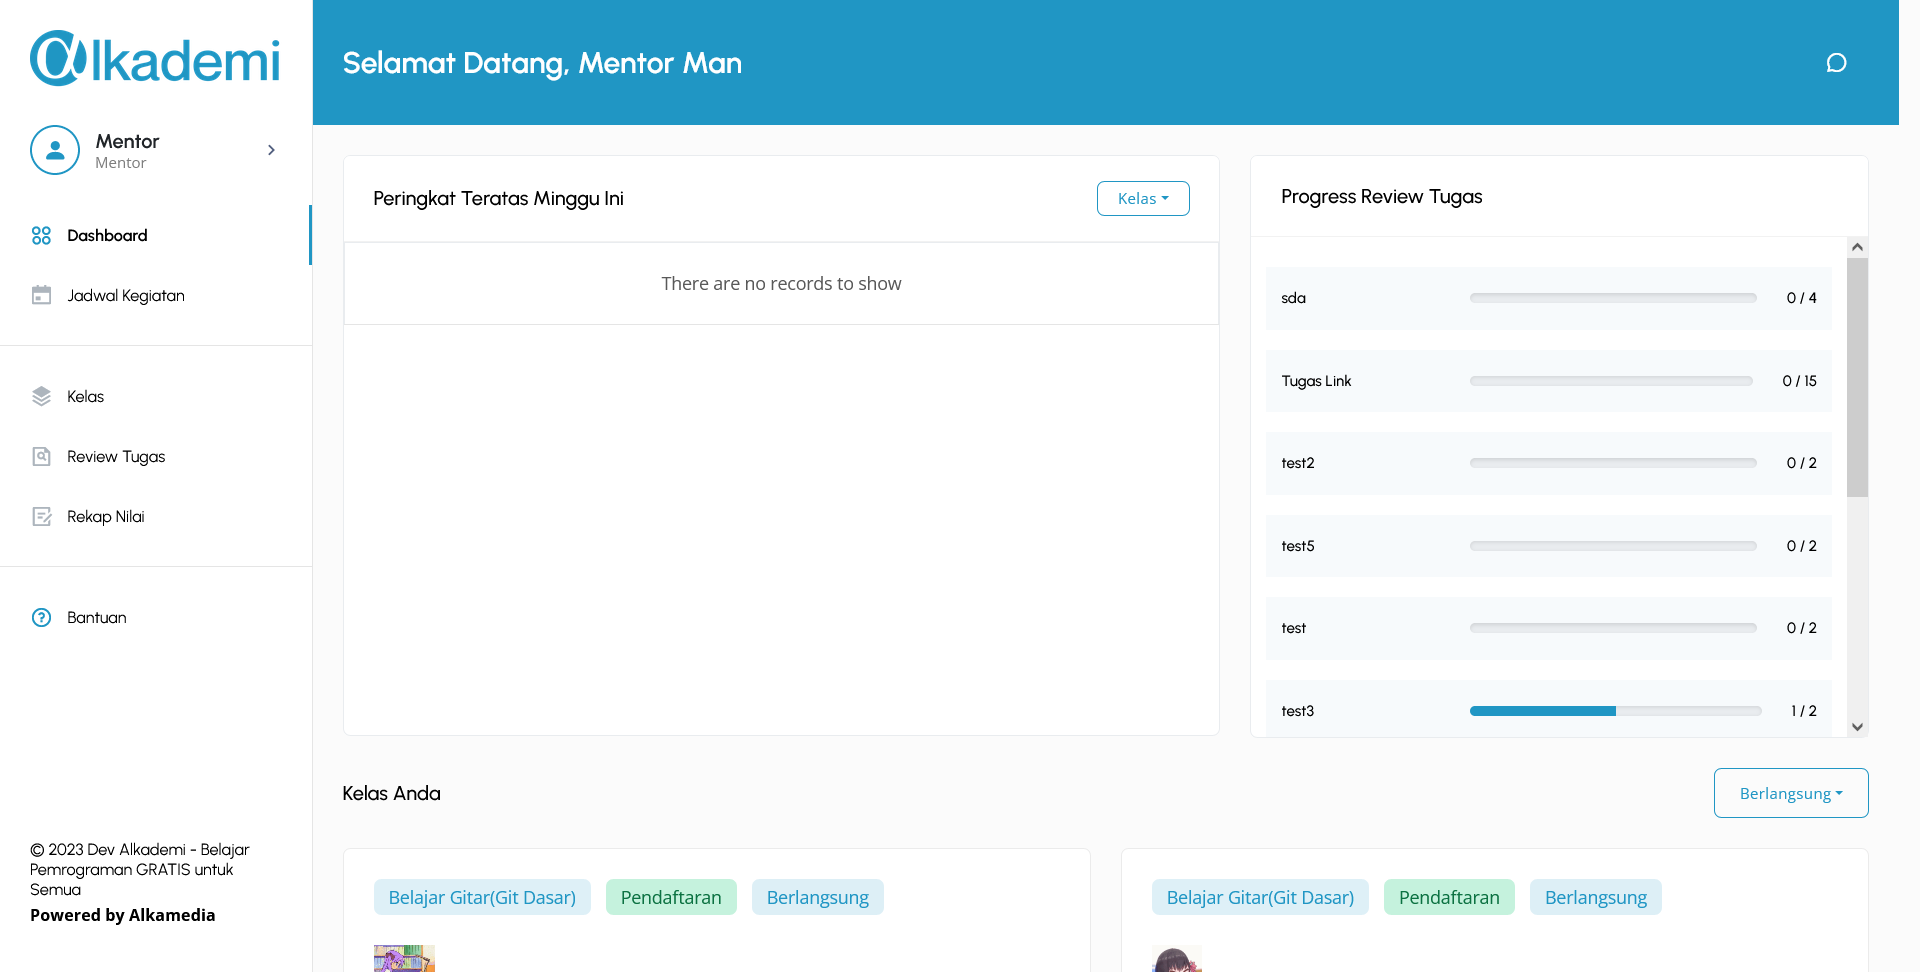 @lkademi
Mentor
Mentor
Dashboard
Jadwal Kegiatan
Kelas
Review Tugas
Rekap Nilai
Bantuan
© 2023 Dev Alkademi - Belajar
Pemrograman GRATIS untuk
Semua
Powered by Alkamedia
Selamat Datang, Mentor Man
Peringkat Teratas Minggu Ini
Kelas
There are no records to show
Progress Review Tugas
sda 0 / 4
Tugas Link 0 / 15
test2 0 / 2
test5 0 / 2
test 0 / 2
test3 1 / 2
Kelas Anda
Berlangsung
Belajar Gitar(Git Dasar) Pendaftaran Berlangsung
Belajar Gitar(Git Dasar) Pendaftaran Berlangsung